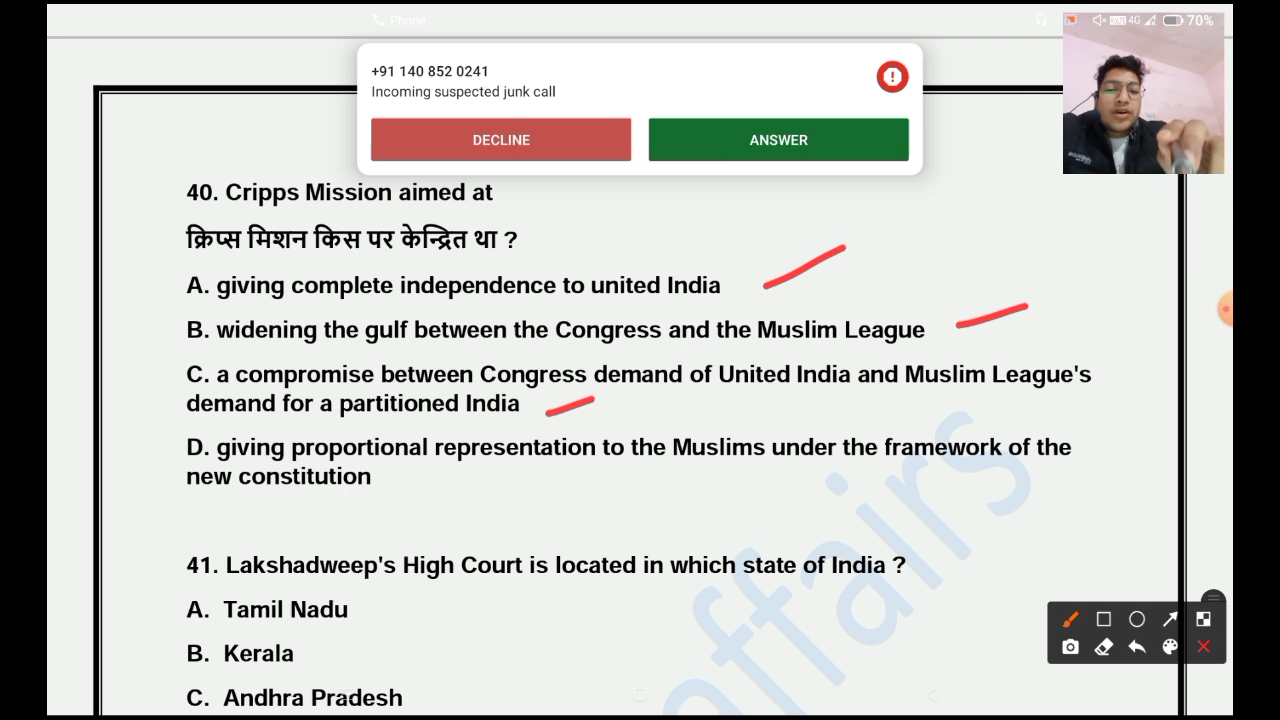 Phone
4G 70%
+91 140 852 0241
Incoming suspected junk call
DECLINE
ANSWER
40. Cripps Mission aimed at
क्रिप्स मिशन किस पर केन्द्रित था ?
A. giving complete independence to united India
B. widening the gulf between the Congress and the Muslim League
C. a compromise between Congress demand of United India and Muslim League's
demand for a partitioned India
D. giving proportional representation to the Muslims under the framework of the
new constitution
41. Lakshadweep's High Court is located in which state of India ?
A. Tamil Nadu
B. Kerala
C. Andhra Pradesh
affairs